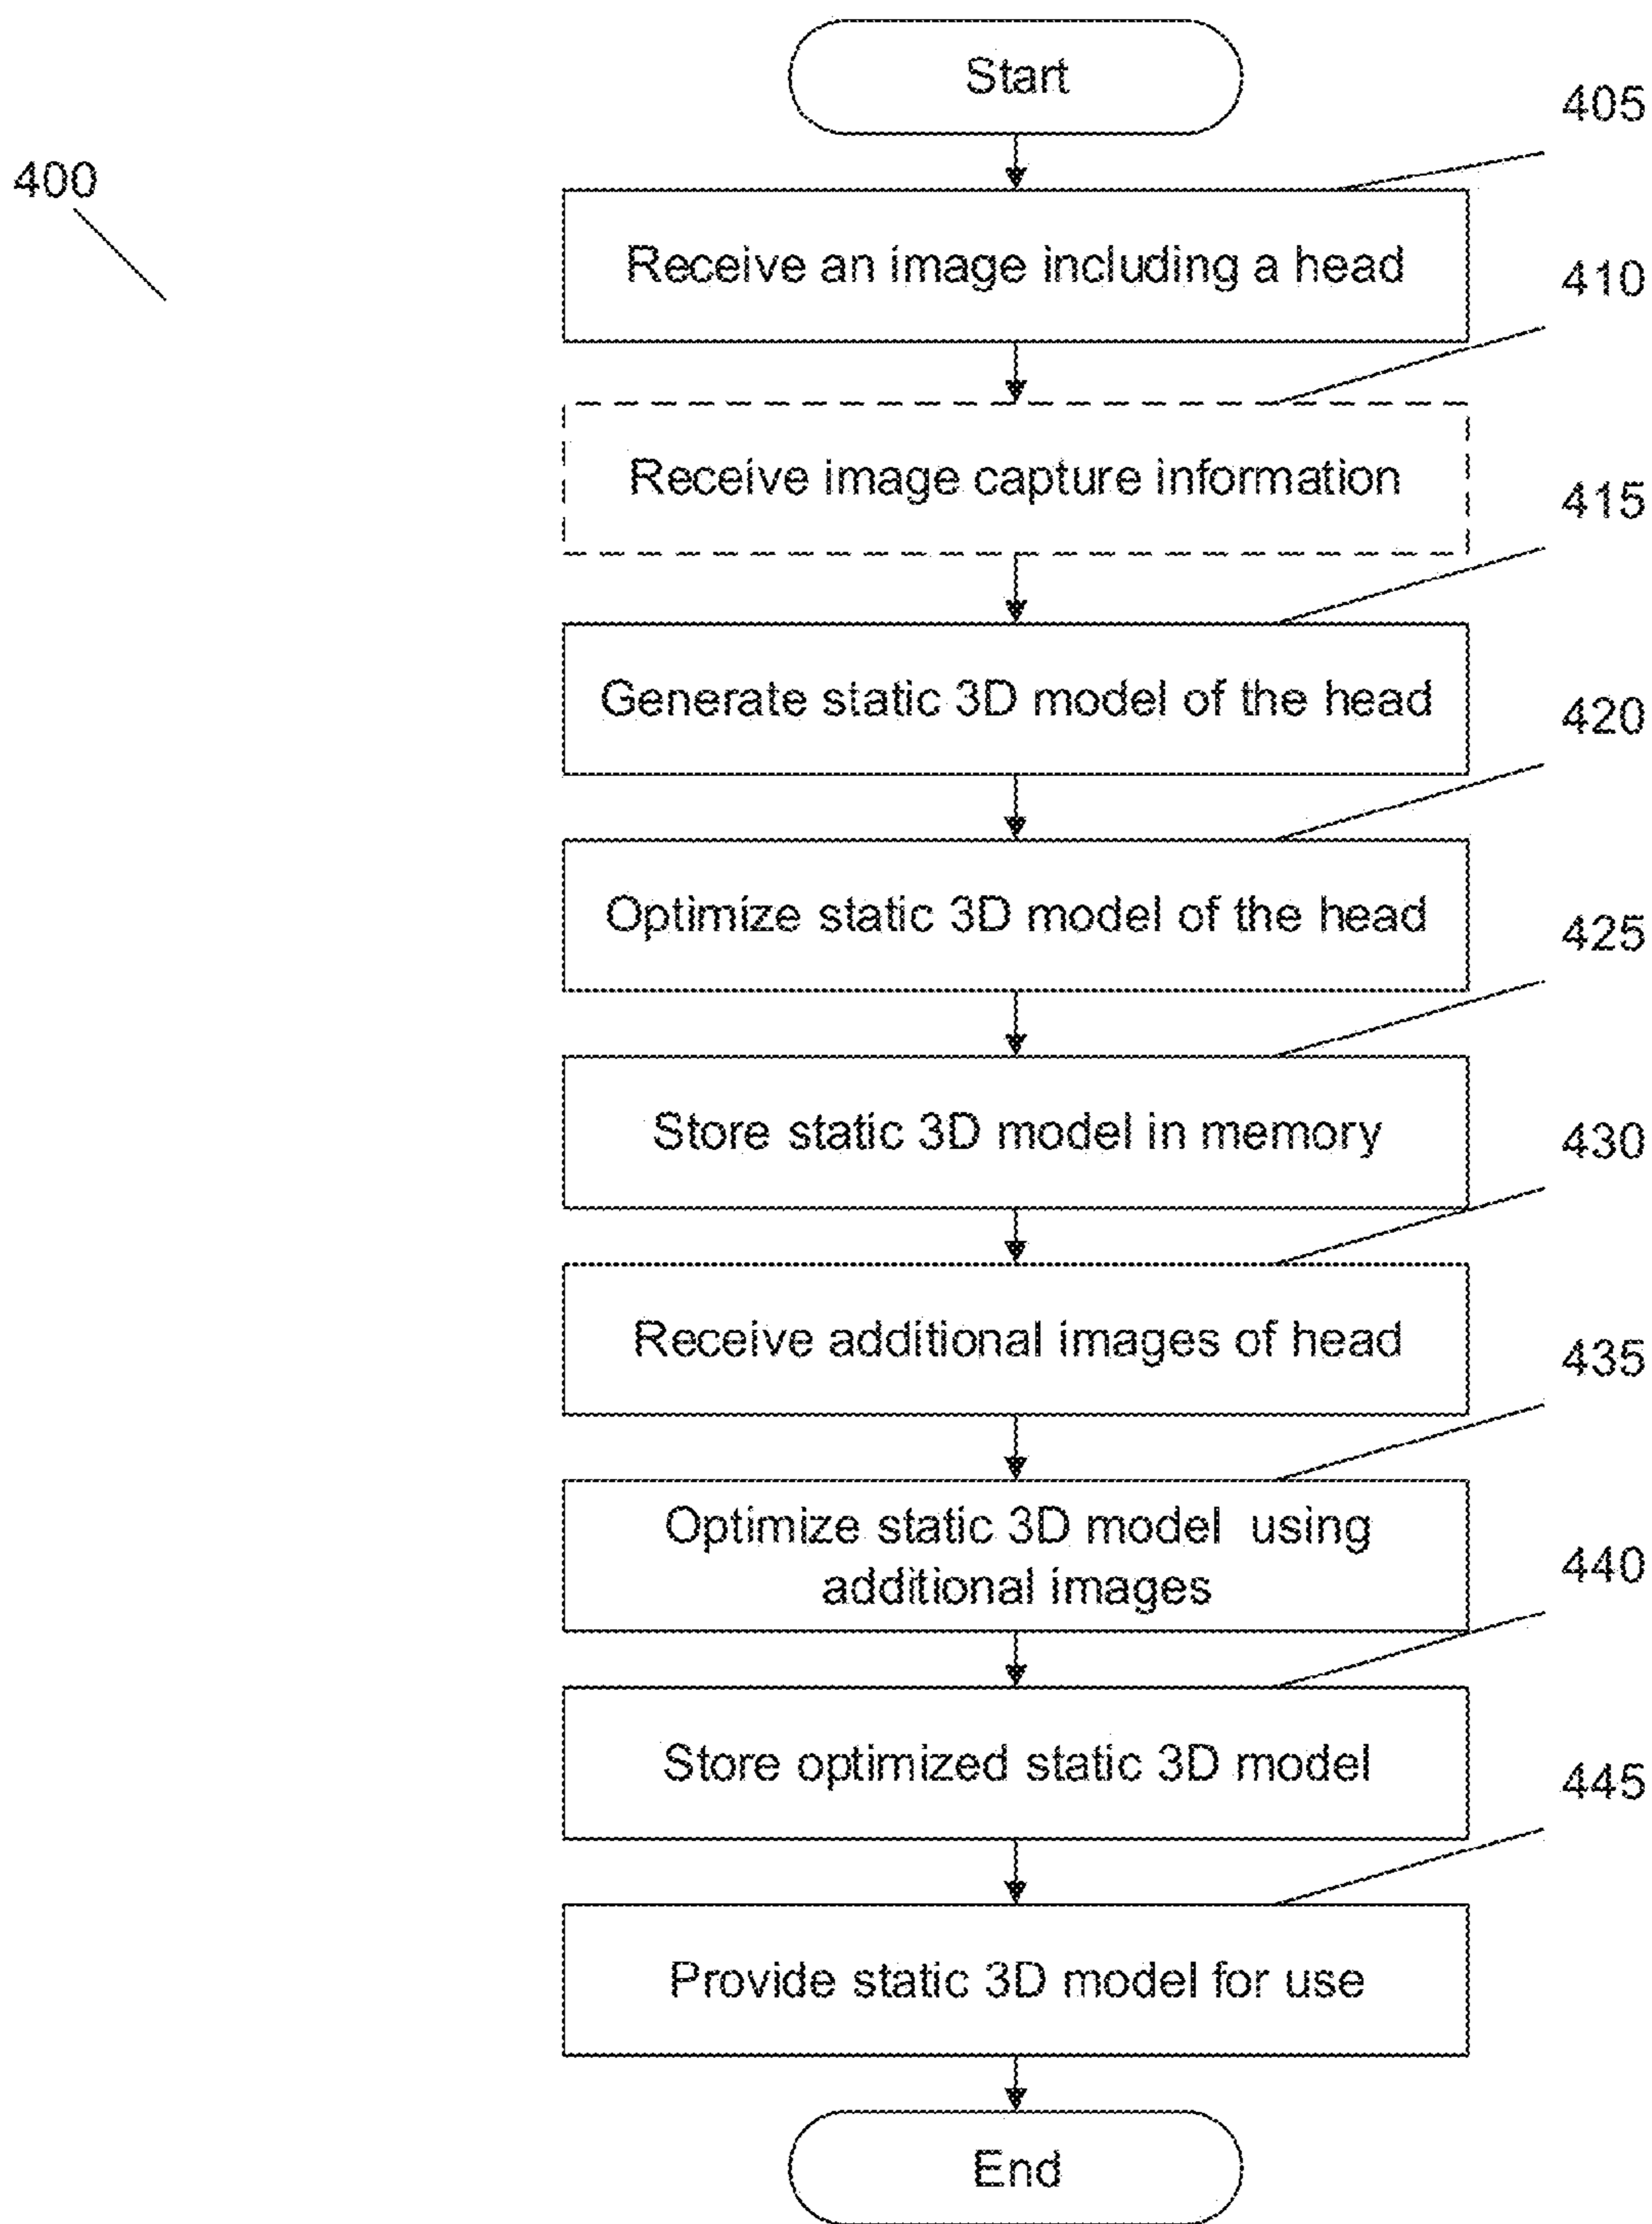 Start
405
400
Receive an image including a head
410
Receive image capture information
415
Generate static 3D model of the head
420
Optimize static 3D model of the head
425
Store static 3D model in memory
430
Receive additional images of head
435
Optimize static 3D model using
additional images
440
Store optimized static 3D model
445
Provide static 3D model for use
End